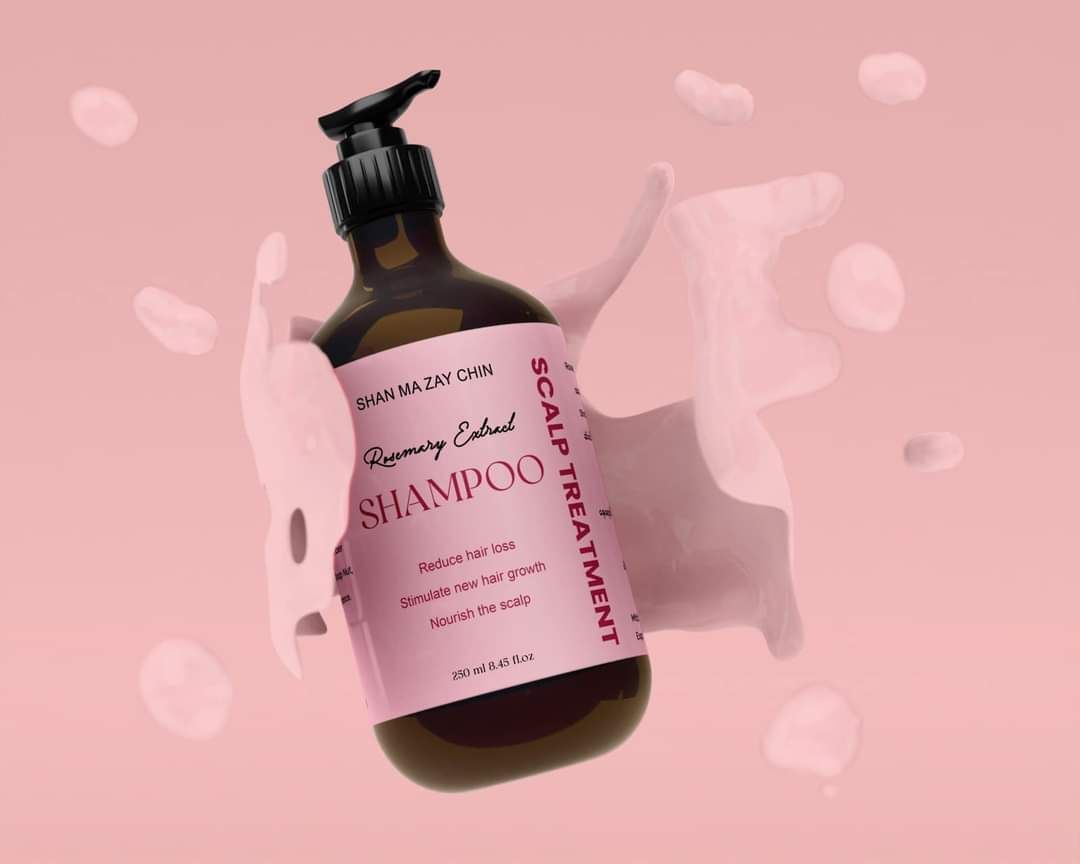 SHAN MA ZAY CHIN
Rosemary Extract
SHAMPOO
Reduce hair loss
Stimulate new hair growth
Nourish the scalp
250 ml 8.45 fl.oz
SCALP TREATMENT